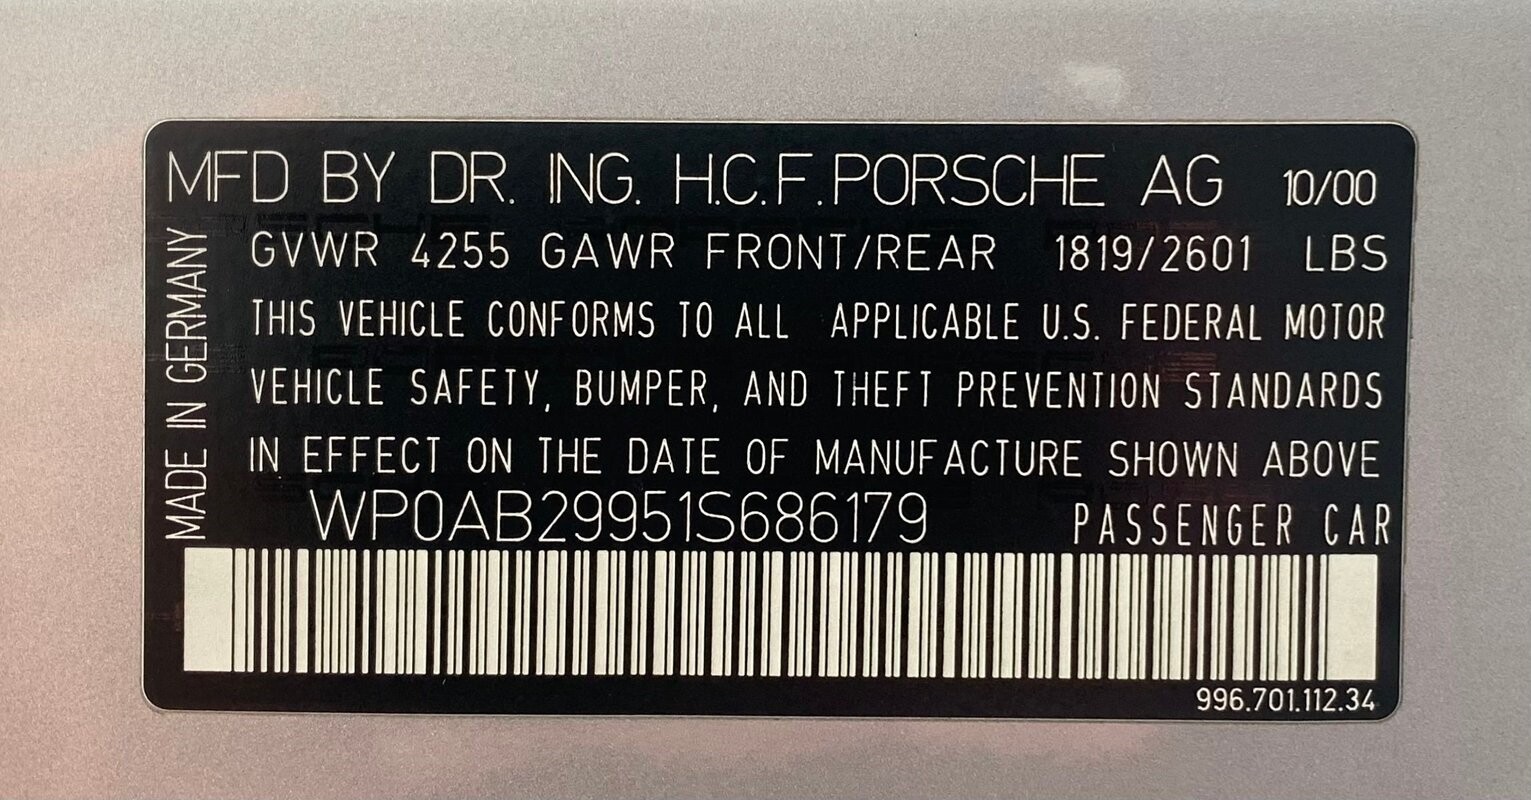 MFD BY DR. ING. H.C.F. PORSCHE AG 10/00
GVWR 4255 GAWR FRONT/REAR 1819/2601 LBS
THIS VEHICLE CONFORMS TO ALL APPLICABLE U.S. FEDERAL MOTOR
VEHICLE SAFETY, BUMPER, AND THEFT PREVENTION STANDARDS
IN EFFECT ON THE DATE OF MANUFACTURE SHOWN ABOVE
WP0AB29951S686179 PASSENGER CAR
MADE IN GERMANY
996.701.112.34